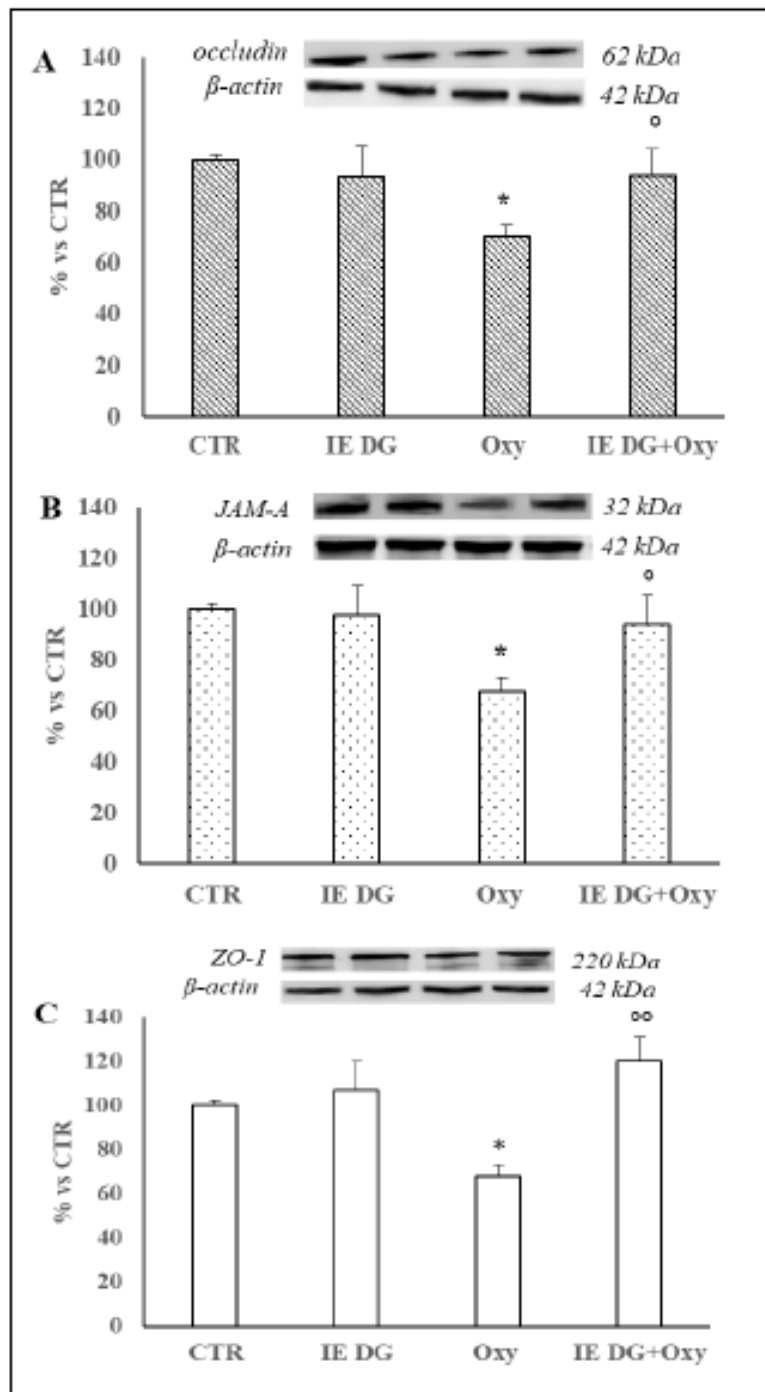 A
occludin 62 kDa
β-actin 42 kDa
140
120
100
80
60
40
20
0
% vs CTR
°
*
CTR IE DG Oxy IE DG+Oxy
B
JAM-A 32 kDa
β-actin 42 kDa
140
120
100
80
60
40
20
0
% vs CTR
°
*
CTR IE DG Oxy IE DG+Oxy
ZO-1 220 kDa
β-actin 42 kDa
C
140
120
100
80
60
40
20
0
% vs CTR
°°
*
CTR IE DG Oxy IE DG+Oxy